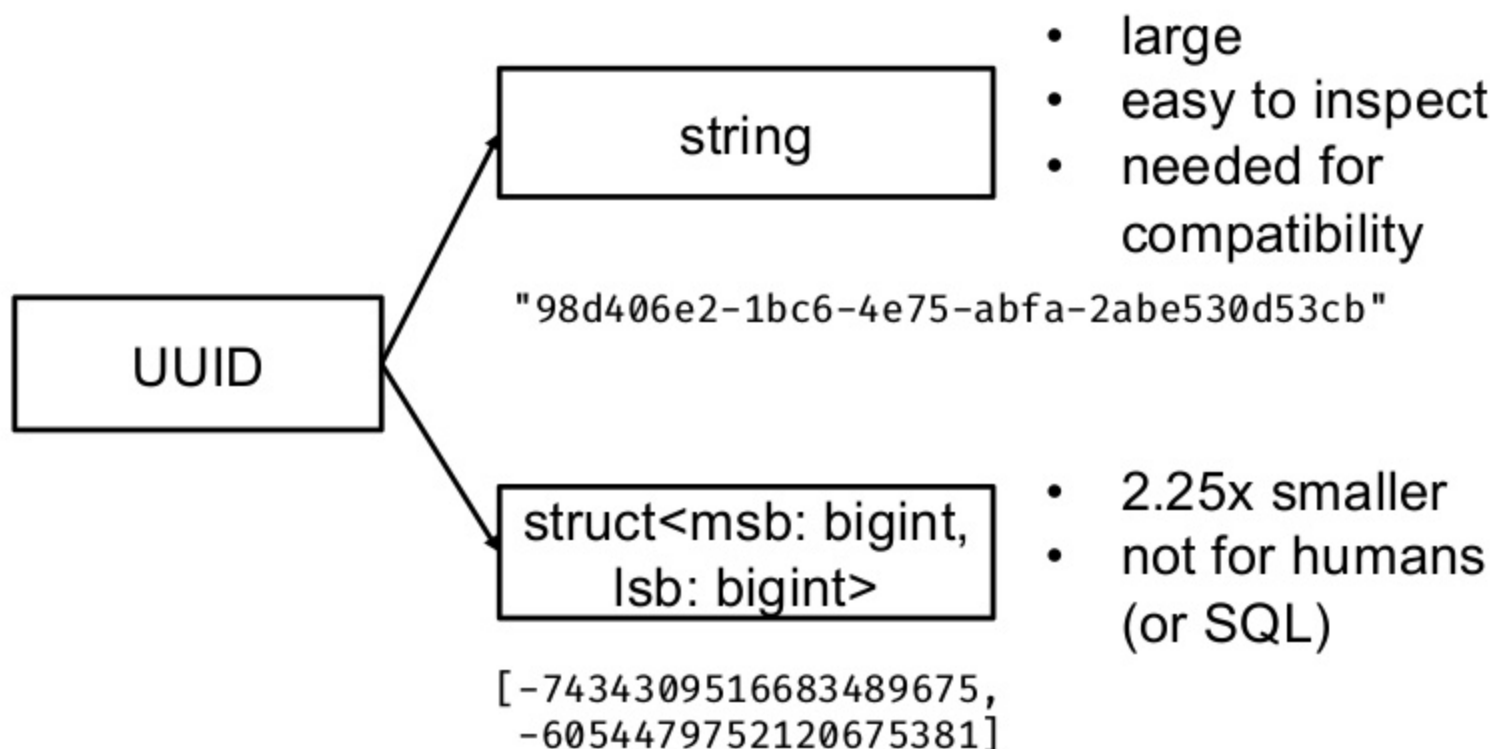 • large
• easy to inspect
• needed for
compatibility
string
"98d406e2-1bc6-4e75-abfa-2abe530d53cb"
UUID
struct<msb: bigint,
lsb: bigint>
• 2.25x smaller
• not for humans
(or SQL)
[-7434309516683489675,
-6054479752120675381]